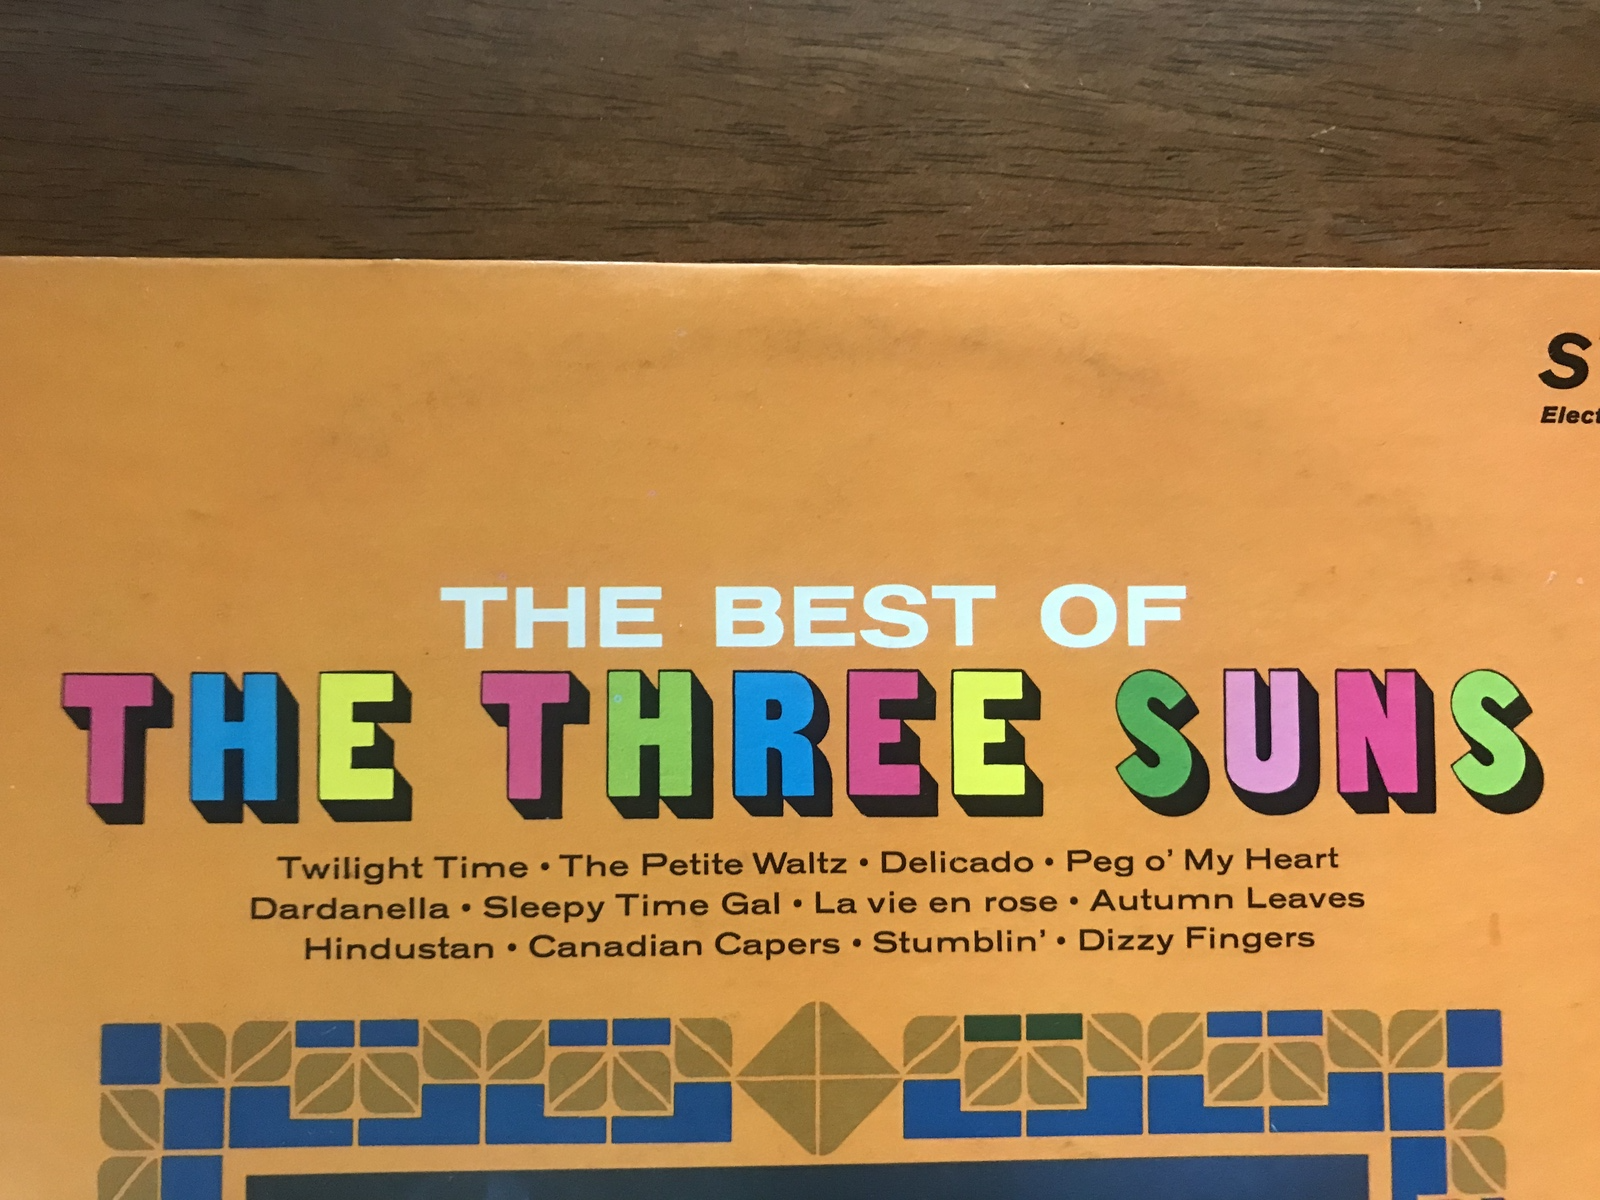 THE BEST OF
THE THREE SUNS
Twilight Time • The Petite Waltz • Delicado • Peg o' My Heart
Dardanella • Sleepy Time Gal • La vie en rose • Autumn Leaves
Hindustan • Canadian Capers • Stumblin' • Dizzy Fingers